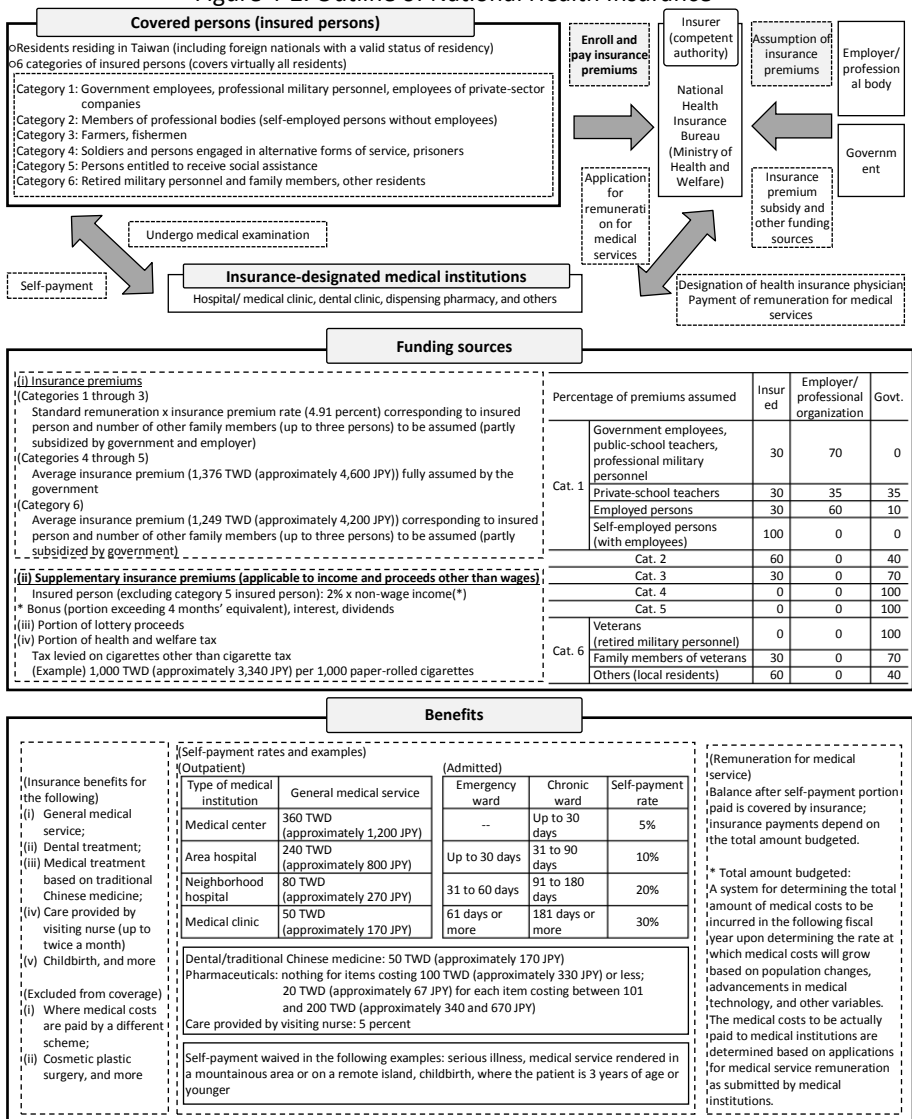 Covered persons (insured persons)
○Residents residing in Taiwan (including foreign nationals with a valid status of residency)
○6 categories of insured persons (covers virtually all residents)
Category 1: Government employees, professional military personnel, employees of private-sector
companies
Category 2: Members of professional bodies (self-employed persons without employees)
Category 3: Farmers, fishermen
Category 4: Soldiers and persons engaged in alternative forms of service, prisoners
Category 5: Persons entitled to receive social assistance
Category 6: Retired military personnel and family members, other residents
Enroll and
pay insurance
premiums
Insurer
(competent
authority)
National
Health
Insurance
Bureau
(Ministry of
Health and
Welfare)
Assumption of
insurance
premiums
Employer/
profession
al body
Governm
ent
Application
for
remunerati
on for
medical
services
Insurance
premium
subsidy and
other funding
sources
Undergo medical examination
Self-payment
Insurance-designated medical institutions
Hospital/ medical clinic, dental clinic, dispensing pharmacy, and others
Designation of health insurance physician
Payment of remuneration for medical
services
Funding sources
(i) Insurance premiums
(Categories 1 through 3)
Standard remuneration x insurance premium rate (4.91 percent) corresponding to insured
person and number of other family members (up to three persons) to be assumed (partly
subsidized by government and employer)
(Categories 4 through 5)
Average insurance premium (1,376 TWD (approximately 4,600 JPY)) fully assumed by the
government
(Category 6)
Average insurance premium (1,249 TWD (approximately 4,200 JPY)) corresponding to insured
person and number of other family members (up to three persons) to be assumed (partly
subsidized by government)
(ii) Supplementary insurance premiums (applicable to income and proceeds other than wages)
Insured person (excluding category 5 insured person): 2% x non-wage income(*)
* Bonus (portion exceeding 4 months' equivalent), interest, dividends
(iii) Portion of lottery proceeds
(iv) Portion of health and welfare tax
Tax levied on cigarettes other than cigarette tax
(Example) 1,000 TWD (approximately 3,340 JPY) per 1,000 paper-rolled cigarettes
Percentage of premiums assumed
Insur
ed
Employer/
professional
organization
Govt.
Cat. 1
Government employees,
public-school teachers,
professional military
personnel
30 70 0
Private-school teachers 30 35 35
Employed persons 30 60 10
Self-employed persons
(with employees)
100 0 0
Cat. 2 60 0 40
Cat. 3 30 0 70
Cat. 4 0 0 100
Cat. 5 0 0 100
Cat. 6
Veterans
(retired military personnel)
0 0 100
Family members of veterans 30 0 70
Others (local residents) 60 0 40
Benefits
(Insurance benefits for
the following)
(i) General medical
service;
(ii) Dental treatment;
(iii) Medical treatment
based on traditional
Chinese medicine;
(iv) Care provided by
visiting nurse (up to
twice a month)
(v) Childbirth, and more
(Excluded from coverage)
(i) Where medical costs
are paid by a different
scheme;
(ii) Cosmetic plastic
surgery, and more
(Self-payment rates and examples)
(Outpatient)
Type of medical
institution
General medical service
Medical center
360 TWD
(approximately 1,200 JPY)
Area hospital
240 TWD
(approximately 800 JPY)
Neighborhood
hospital
80 TWD
(approximately 270 JPY)
Medical clinic
50 TWD
(approximately 170 JPY)
(Admitted)
Emergency
ward
Chronic
ward
Self-payment
rate
--
Up to 30
days
5%
Up to 30 days
31 to 90
days
10%
31 to 60 days
91 to 180
days
20%
61 days or
more
181 days or
more
30%
Dental/traditional Chinese medicine: 50 TWD (approximately 170 JPY)
Pharmaceuticals: nothing for items costing 100 TWD (approximately 330 JPY) or less;
20 TWD (approximately 67 JPY) for each item costing between 101
and 200 TWD (approximately 340 and 670 JPY)
Care provided by visiting nurse: 5 percent
Self-payment waived in the following examples: serious illness, medical service rendered in
a mountainous area or on a remote island, childbirth, where the patient is 3 years of age or
younger
(Remuneration for medical
service)
Balance after self-payment portion
paid is covered by insurance;
insurance payments depend on
the total amount budgeted.
* Total amount budgeted:
A system for determining the total
amount of medical costs to be
incurred in the following fiscal
year upon determining the rate at
which medical costs will grow
based on population changes,
advancements in medical
technology, and other variables.
The medical costs to be actually
paid to medical institutions are
determined based on applications
for medical service remuneration
as submitted by medical
institutions.